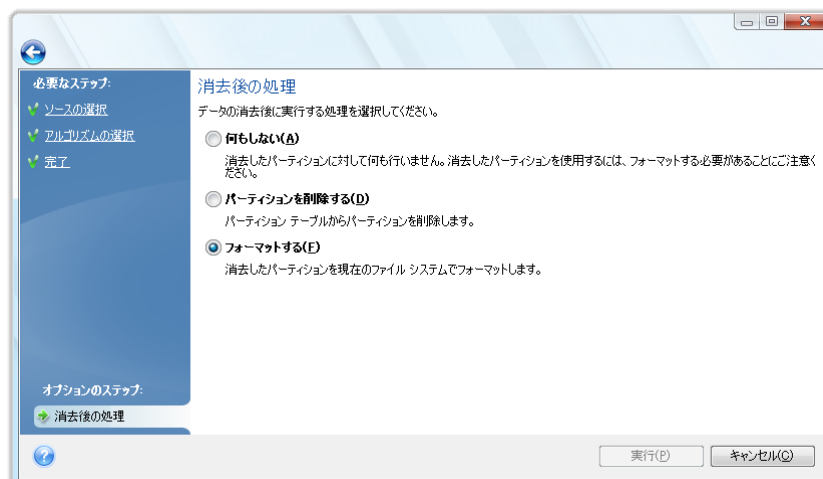 必要なステップ:
ソースの選択
アルゴリズムの選択
完了
消去後の処理
データの消去後に実行する処理を選択してください。
何もしない(A)
消去したパーティションに対して何も行いません。消去したパーティションを使用するには、フォーマットする必要があることにご注意く
ださい。
パーティションを削除する(D)
パーティション テーブルからパーティションを削除します。
フォーマットする(F)
消去したパーティションを現在のファイル システムでフォーマットします。
オプションのステップ:
消去後の処理
実行(P)
キャンセル(C)